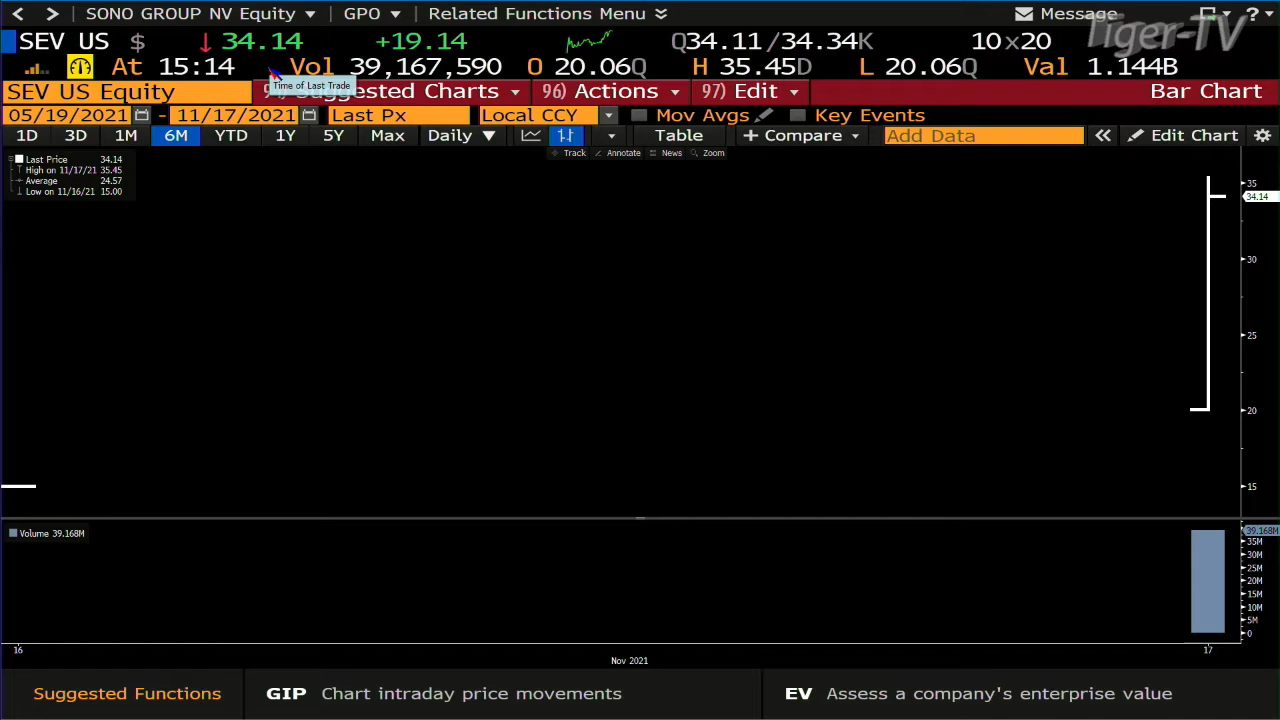 SONO GROUP NV Equity GPO Related Functions Menu Message ?
Tiger-TV
SEV US $ ↓ 34.14 +19.14 Q34.11/34.34K 10×20
At 15:14 Vol 39,167,590 O 20.06Q H 35.45D L 20.06Q Val 1.144B
Time of Last Trade
SEV US Equity Suggested Charts 96) Actions 97) Edit Bar Chart
05/19/2021 - 11/17/2021 Last Px Local CCY Mov Avgs Key Events
1D 3D 1M 6M YTD 1Y 5Y Max Daily ▼ Table + Compare Add Data « Edit Chart
Track Annotate News Zoom
Last Price 34.14
High on 11/17/21 35.45
Average 24.57
Low on 11/16/21 15.00
35
34.14
30
25
20
15
Volume 39.168M
39.168M
35M
30M
25M
20M
15M
10M
5M
0
16 17
Nov 2021
Suggested Functions GIP Chart intraday price movements EV Assess a company's enterprise value